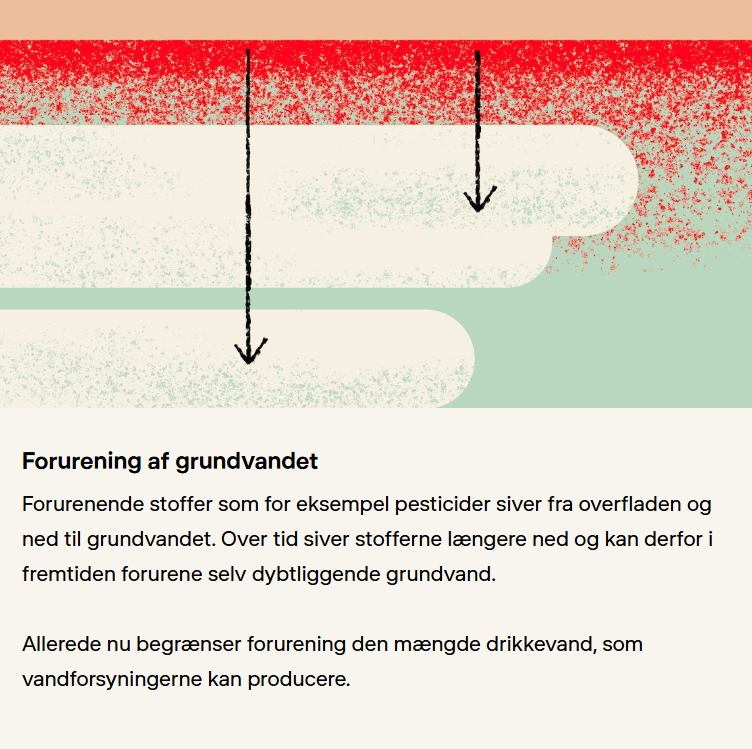 Forurening af grundvandet
Forurenende stoffer som for eksempel pesticider siver fra overfladen og
ned til grundvandet. Over tid siver stofferne længere ned og kan derfor i
fremtiden forurene selv dybtliggende grundvand.
Allerede nu begrænser forurening den mængde drikkevand, som
vandforsyningerne kan producere.